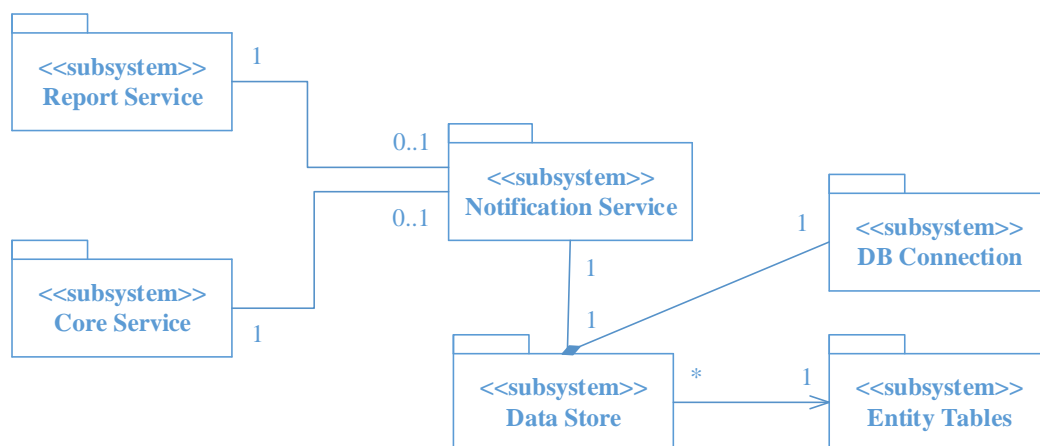 <<subsystem>>
Report Service
1
0..1
<<subsystem>>
Notification Service
0..1
<<subsystem>>
Core Service
1
1
1
1
<<subsystem>>
DB Connection
<<subsystem>>
Data Store
*
1
<<subsystem>>
Entity Tables